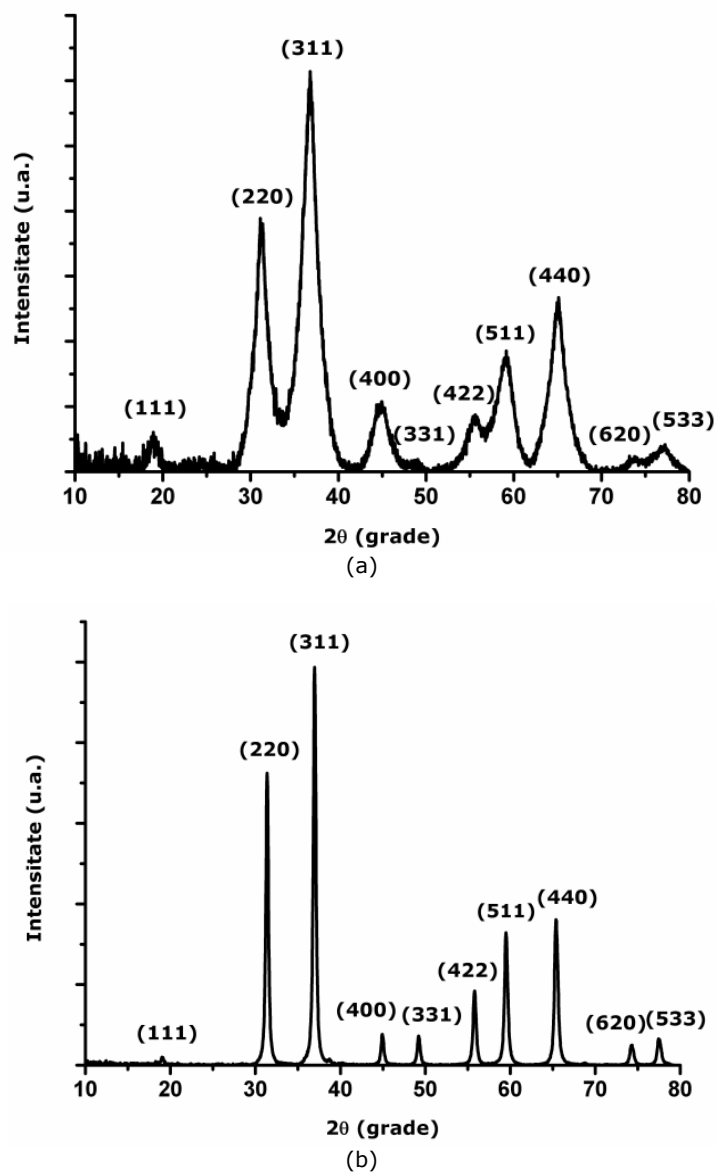 (311)
(220)
(440)
(511)
(400)
(422)
(111)
(331)
(620)
(533)
Intensitate (u.a.)
10 20 30 40 50 60 70 80
2θ (grade)
(a)
(311)
(220)
(440)
(511)
(422)
(400)
(331)
(620)
(533)
(111)
Intensitate (u.a.)
10 20 30 40 50 60 70 80
2θ (grade)
(b)